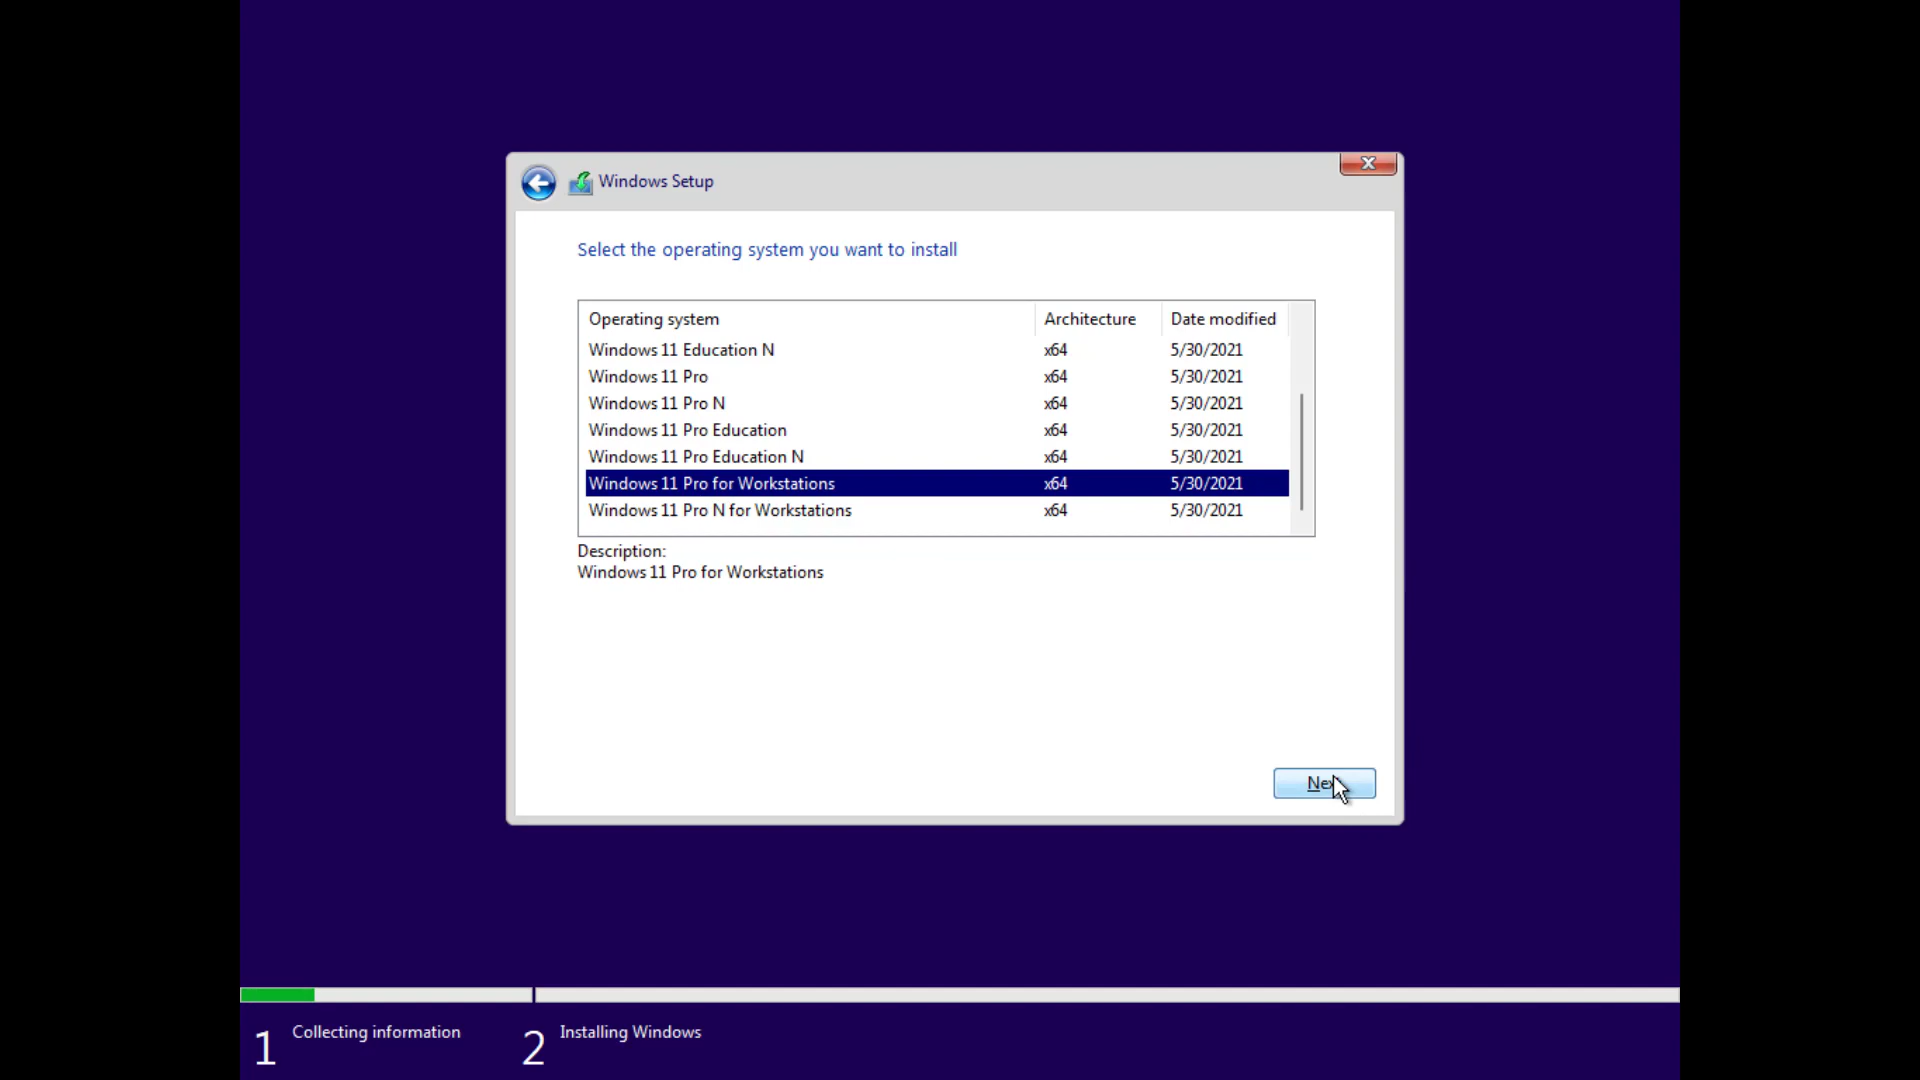 Windows Setup
Select the operating system you want to install
Operating system Architecture Date modified
Windows 11 Education N x64 5/30/2021
Windows 11 Pro x64 5/30/2021
Windows 11 Pro N x64 5/30/2021
Windows 11 Pro Education x64 5/30/2021
Windows 11 Pro Education N x64 5/30/2021
Windows 11 Pro for Workstations x64 5/30/2021
Windows 11 Pro N for Workstations x64 5/30/2021
Description:
Windows 11 Pro for Workstations
Next
1 Collecting information 2 Installing Windows